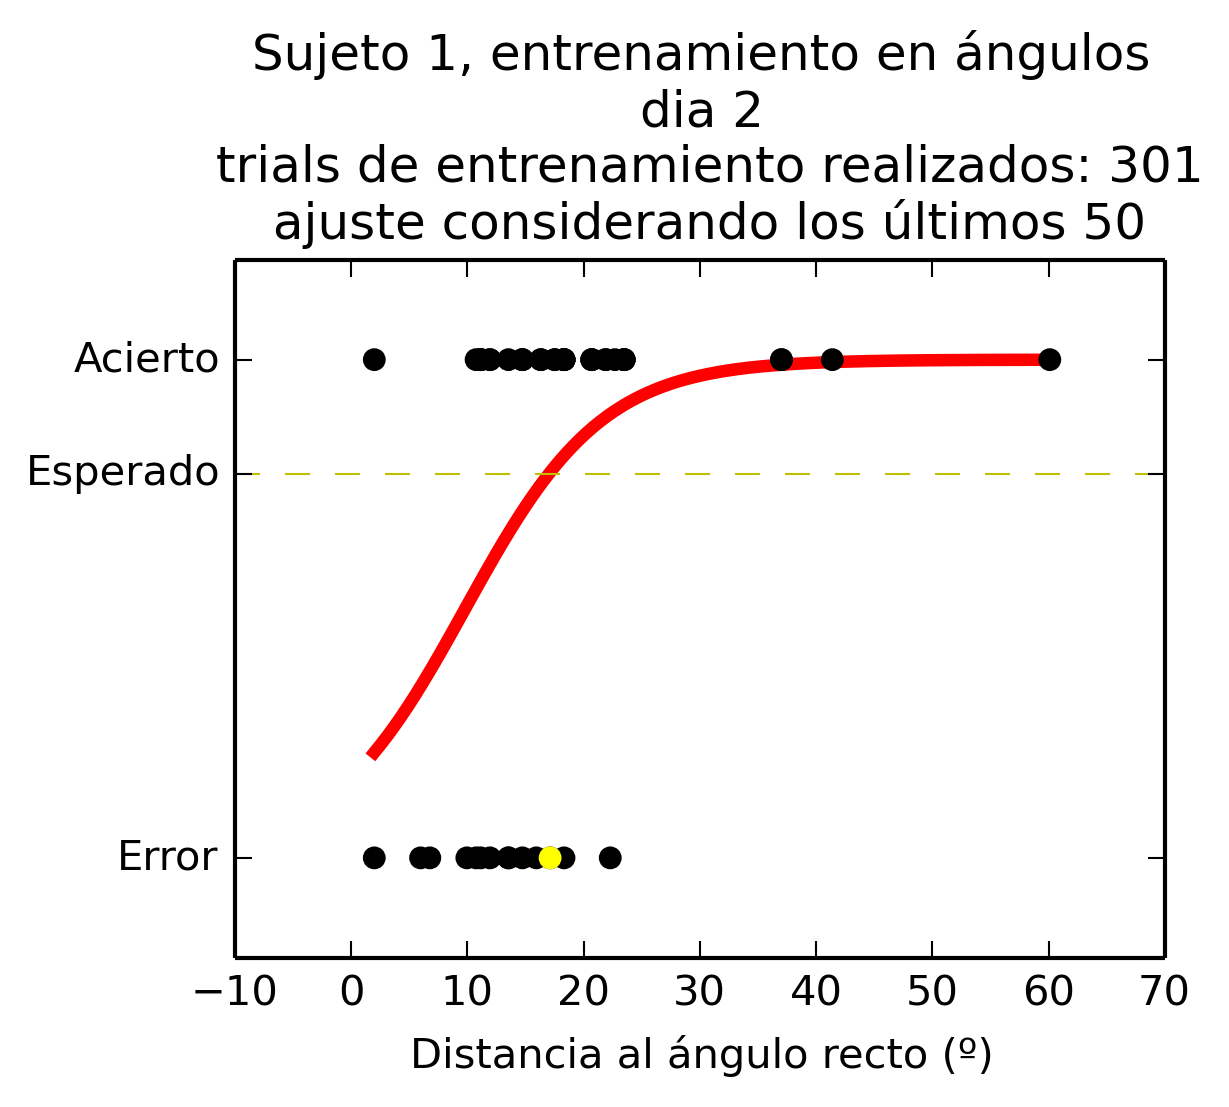 Sujeto 1, entrenamiento en ángulos
dia 2
trials de entrenamiento realizados: 301
ajuste considerando los últimos 50
Acierto
Esperado
Error
−10 0 10 20 30 40 50 60 70
Distancia al ángulo recto (º)